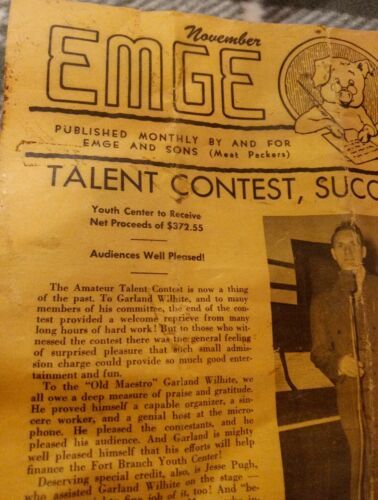 November
EMGE
PUBLISHED MONTHLY BY AND FOR
EMGE AND SONS (Meat Packers)
TALENT CONTEST, SUCC
Youth Center to Receive
Net Proceeds of $372.55
Audiences Well Pleased!
The Amateur Talent Contest is now a thing
of the past. To Garland Wilhite, and to many
members of his committee, the end of the con-
test provided a welcome reprieve from many
long hours of hard work! But to those who wit-
nessed the contest there was the general feeling
of surprised pleasure that such small admis-
sion charge could provide so much good enter-
tainment and fun.
To the "Old Maestro" Garland Wilhite, we
all owe a deep measure of praise and gratitude.
He proved himself a capable organizer, a sin-
cere worker, and a genial host at the micro-
phone. He pleased the contestants, and he
pleased his audience. And Garland is mighty
well pleased himself that his efforts will help
finance the Fort Branch Youth Center!
Deserving special credit, also, is Jesse Pugh,
who assisted Garland Wilhite on the stage —
job of it, too! And "be-